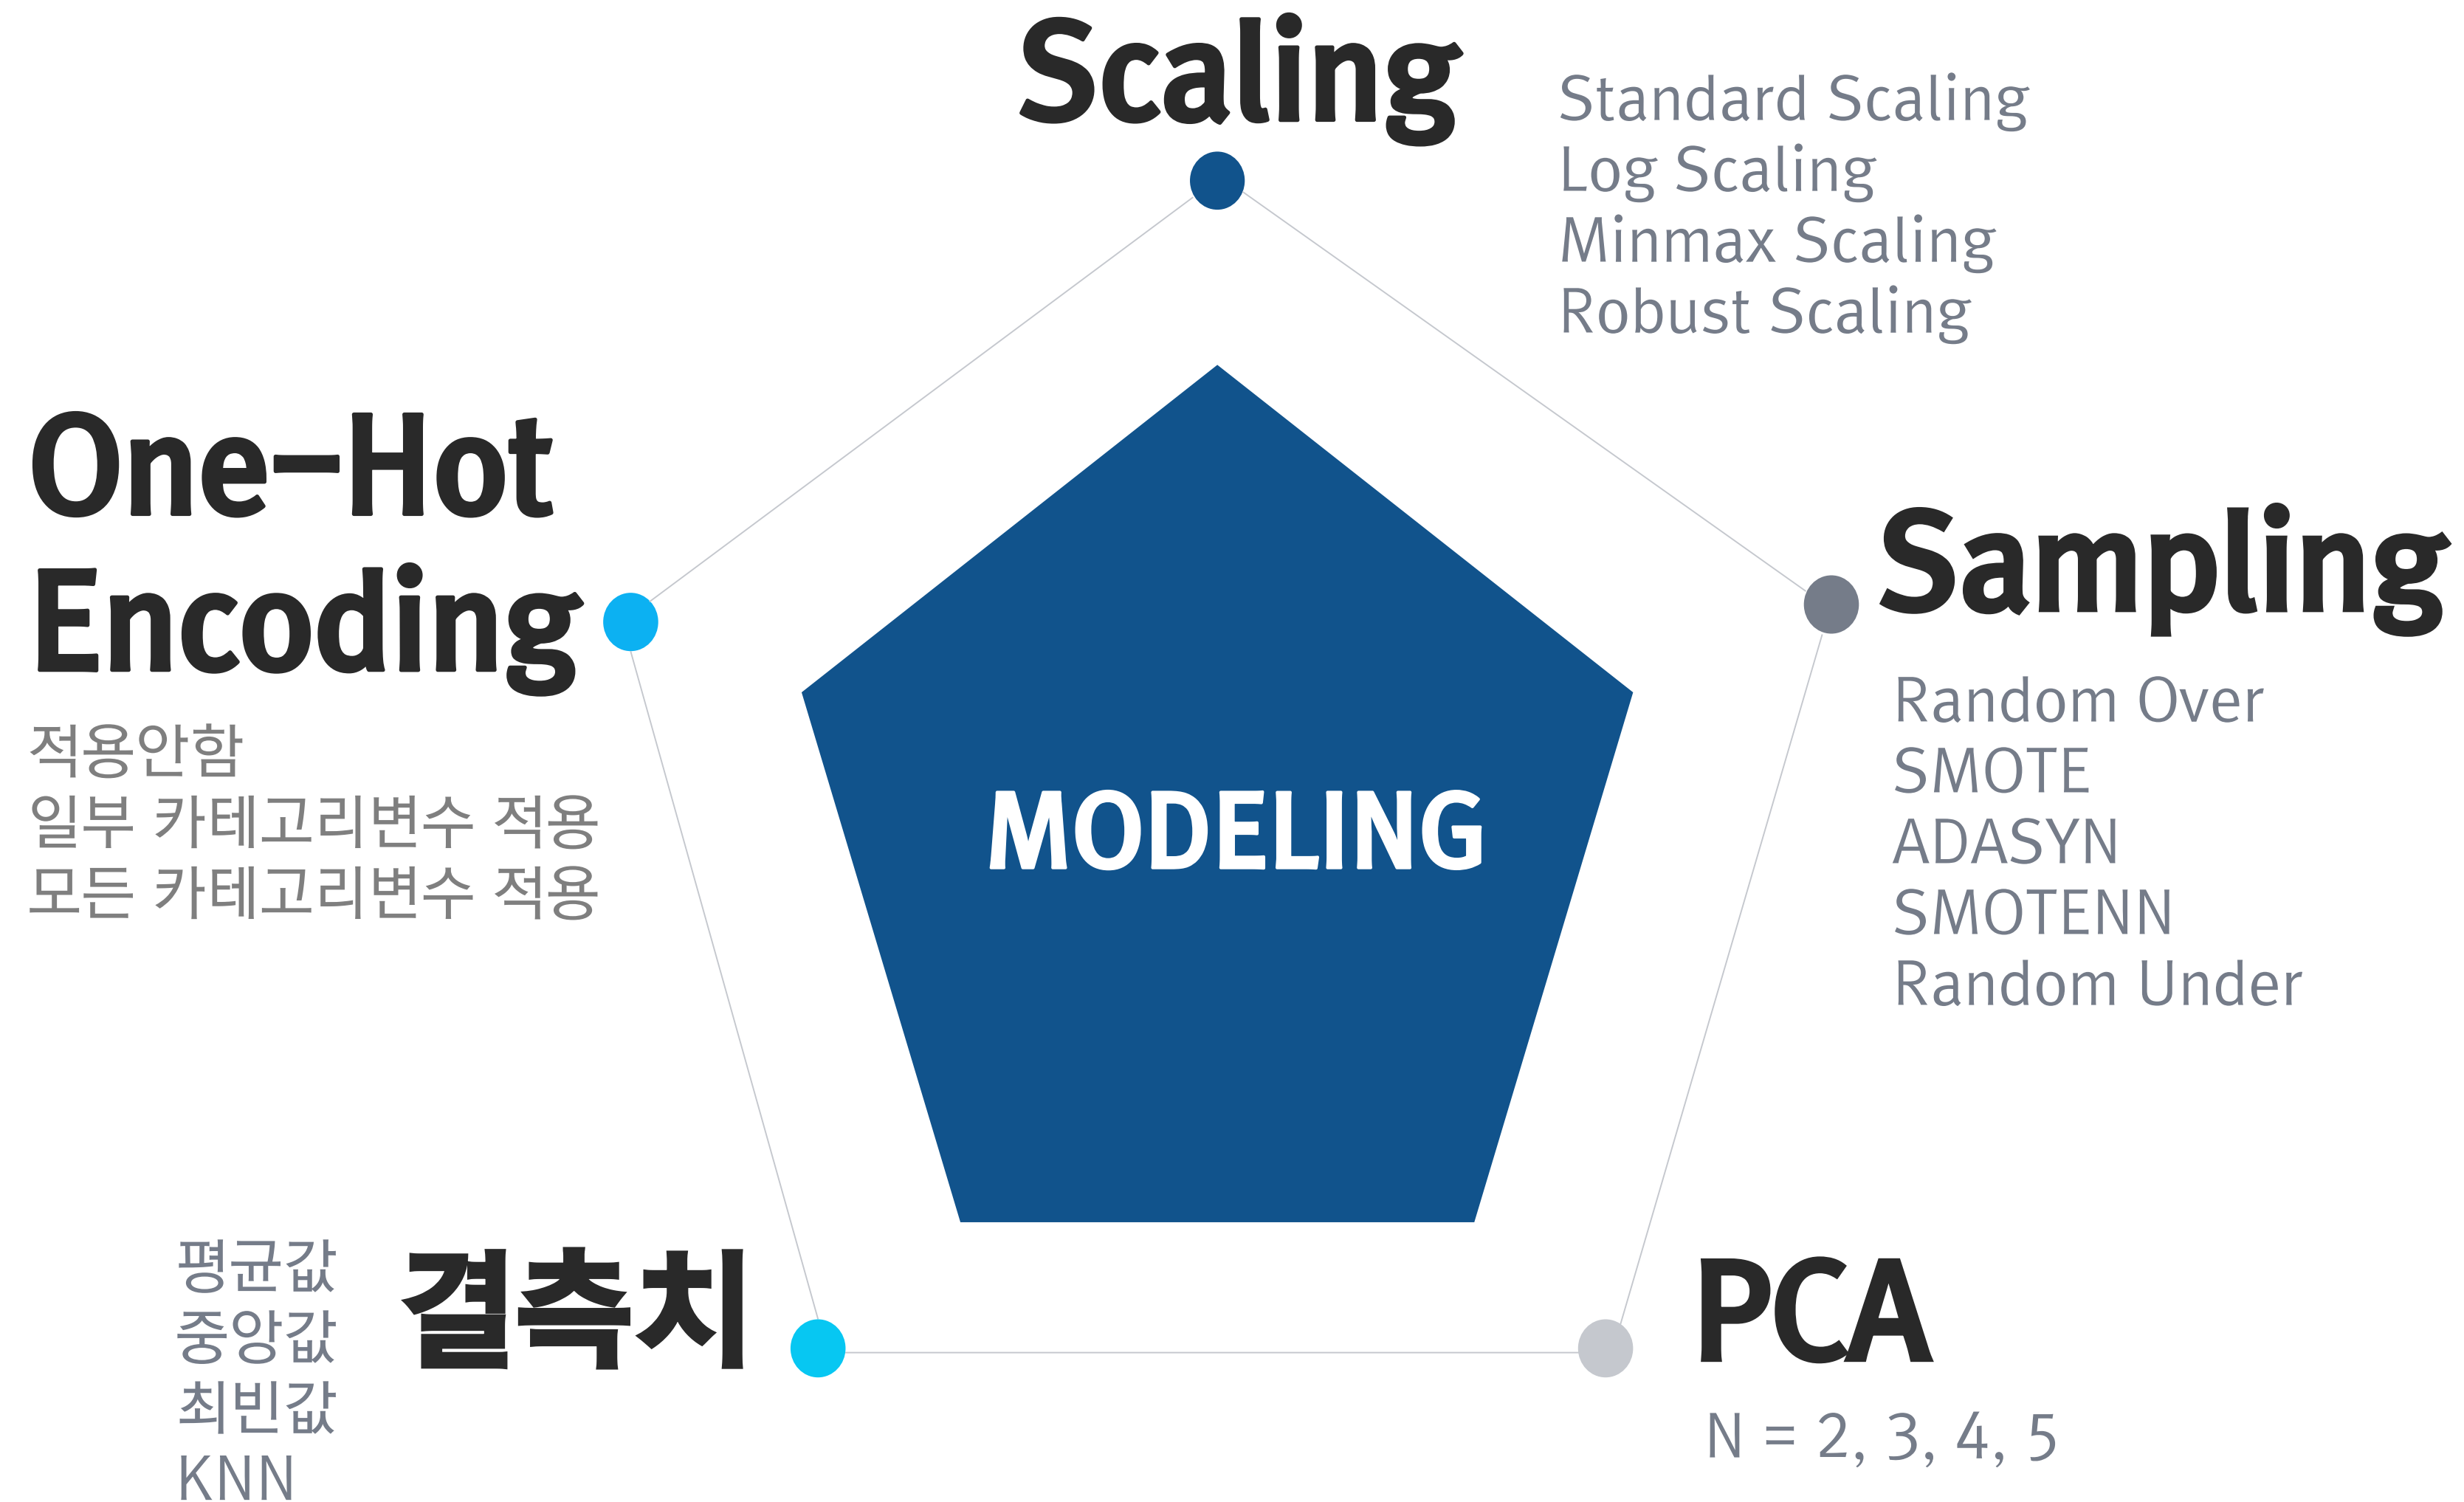 Scaling
Standard Scaling
Log Scaling
Minmax Scaling
Robust Scaling
One-Hot
Encoding
적용안함
일부 카테고리변수 적용
모든 카테고리변수 적용
Sampling
Random Over
SMOTE
ADASYN
SMOTENN
Random Under
MODELING
결측치
평균값
중앙값
최빈값
KNN
PCA
N = 2, 3, 4, 5